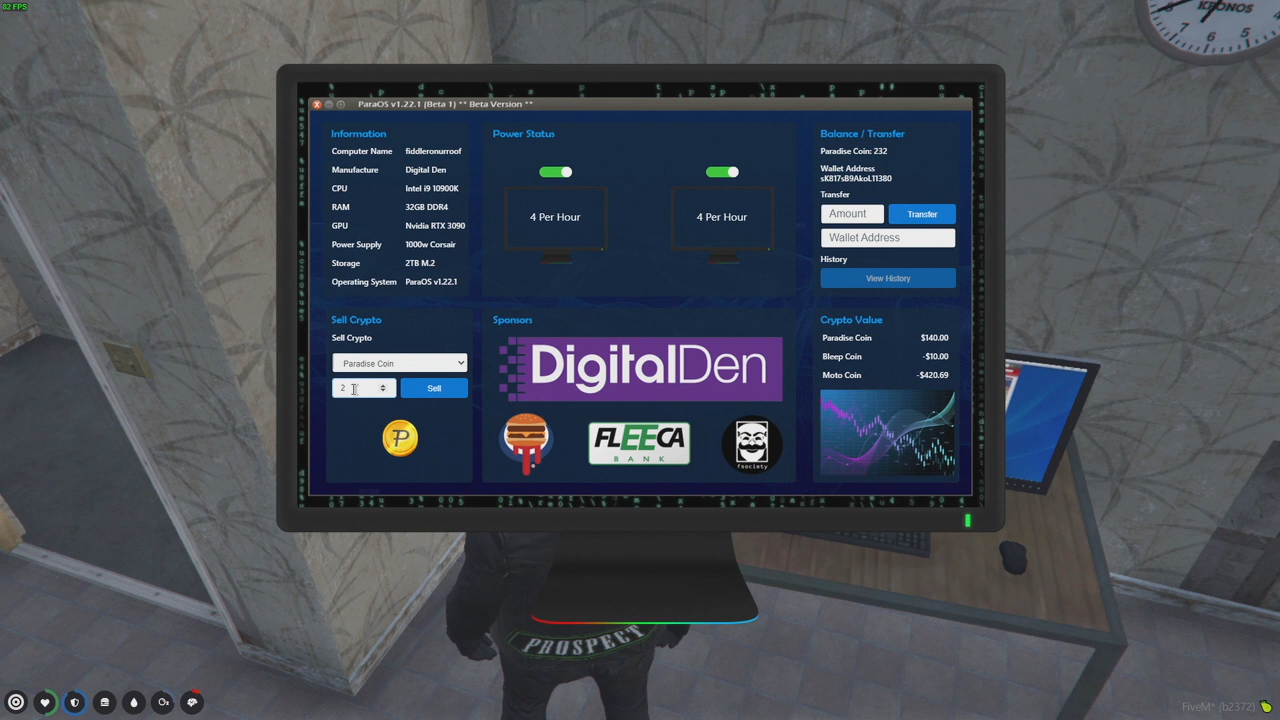 82 FPS
KRONOS
ParaOS v1.22.1 (Beta 1) ** Beta Version **
Information
Computer Name fiddleronurroof
Manufacture Digital Den
CPU Intel i9 10900K
RAM 32GB DDR4
GPU Nvidia RTX 3090
Power Supply 1000w Corsair
Storage 2TB M.2
Operating System ParaOS v1.22.1
Power Status
4 Per Hour
4 Per Hour
Balance / Transfer
Paradise Coin: 232
Wallet Address
sK817sB9AkoL11380
Transfer
Amount
Transfer
Wallet Address
History
View History
Sell Crypto
Sell Crypto
Paradise Coin
2
Sell
P
Sponsors
DigitalDen
FLEECA
BANK
fsociety
Crypto Value
Paradise Coin $140.00
Bleep Coin -$10.00
Moto Coin -$420.69
PROSPECT
O₂
FiveM* (b2372)